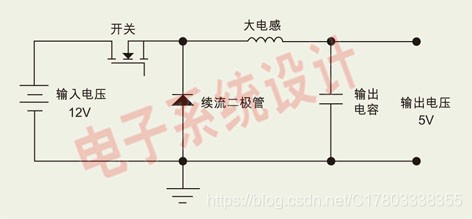 开关
大电感
输入电压
12V
续流二极管
输出
电容
输出电压
5V
电子系统设计
https://blog.csdn.net/C17803338355